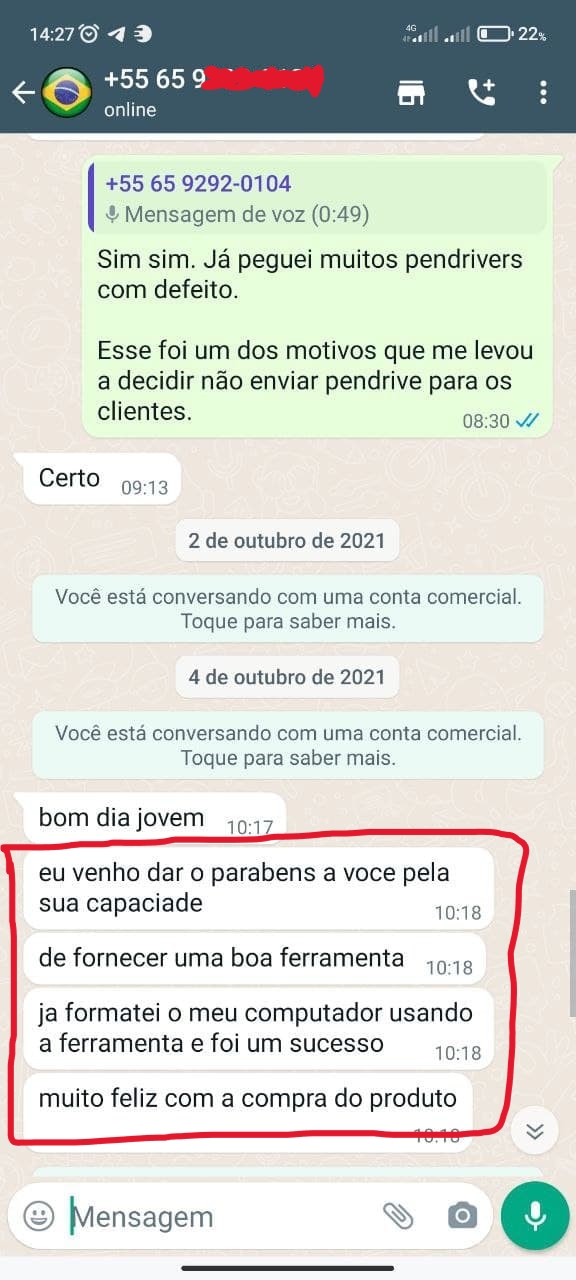 14:27
4G
22%
+55 65 9
online
+55 65 9292-0104
Mensagem de voz (0:49)
Sim sim. Já peguei muitos pendrivers
com defeito.
Esse foi um dos motivos que me levou
a decidir não enviar pendrive para os
clientes.
08:30
Certo
09:13
2 de outubro de 2021
Você está conversando com uma conta comercial.
Toque para saber mais.
4 de outubro de 2021
Você está conversando com uma conta comercial.
Toque para saber mais.
bom dia jovem
10:17
eu venho dar o parabens a voce pela
sua capaciade
10:18
de fornecer uma boa ferramenta
10:18
ja formatei o meu computador usando
a ferramenta e foi um sucesso
10:18
muito feliz com a compra do produto
10:18
Mensagem